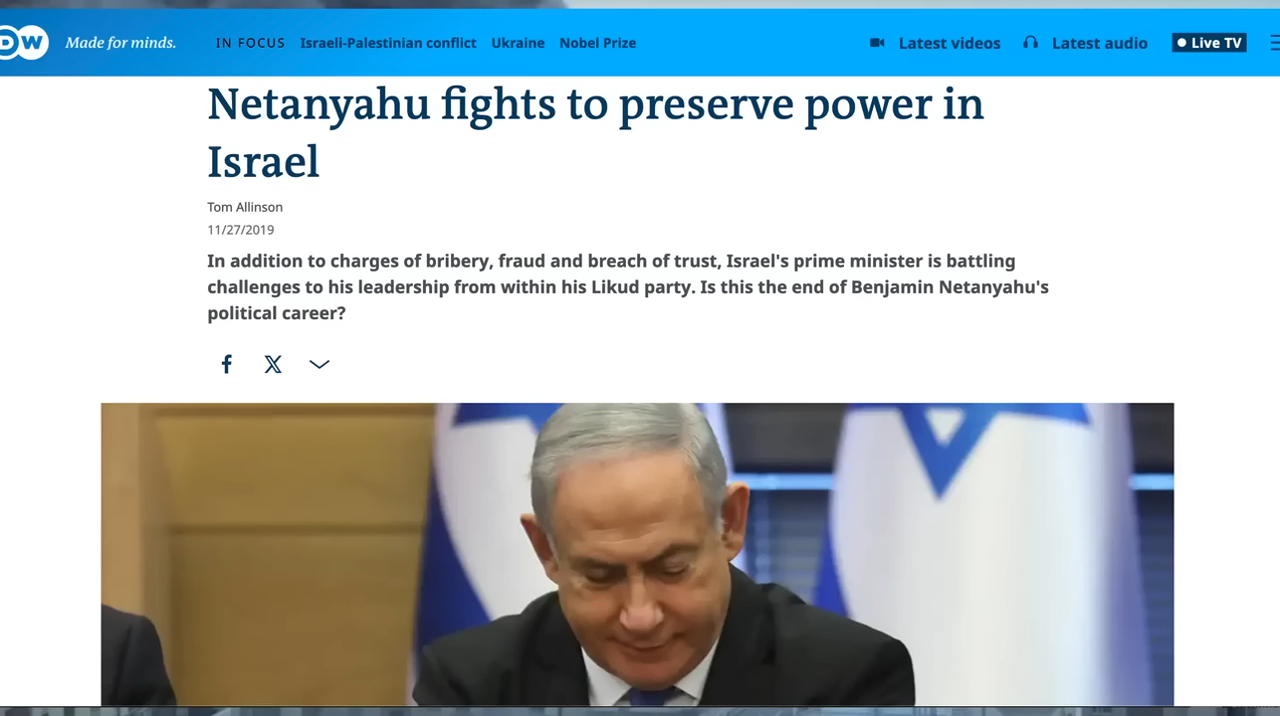 DW Made for minds. IN FOCUS Israeli-Palestinian conflict Ukraine Nobel Prize Latest videos Latest audio Live TV
Netanyahu fights to preserve power in
Israel
Tom Allinson
11/27/2019
In addition to charges of bribery, fraud and breach of trust, Israel's prime minister is battling
challenges to his leadership from within his Likud party. Is this the end of Benjamin Netanyahu's
political career?